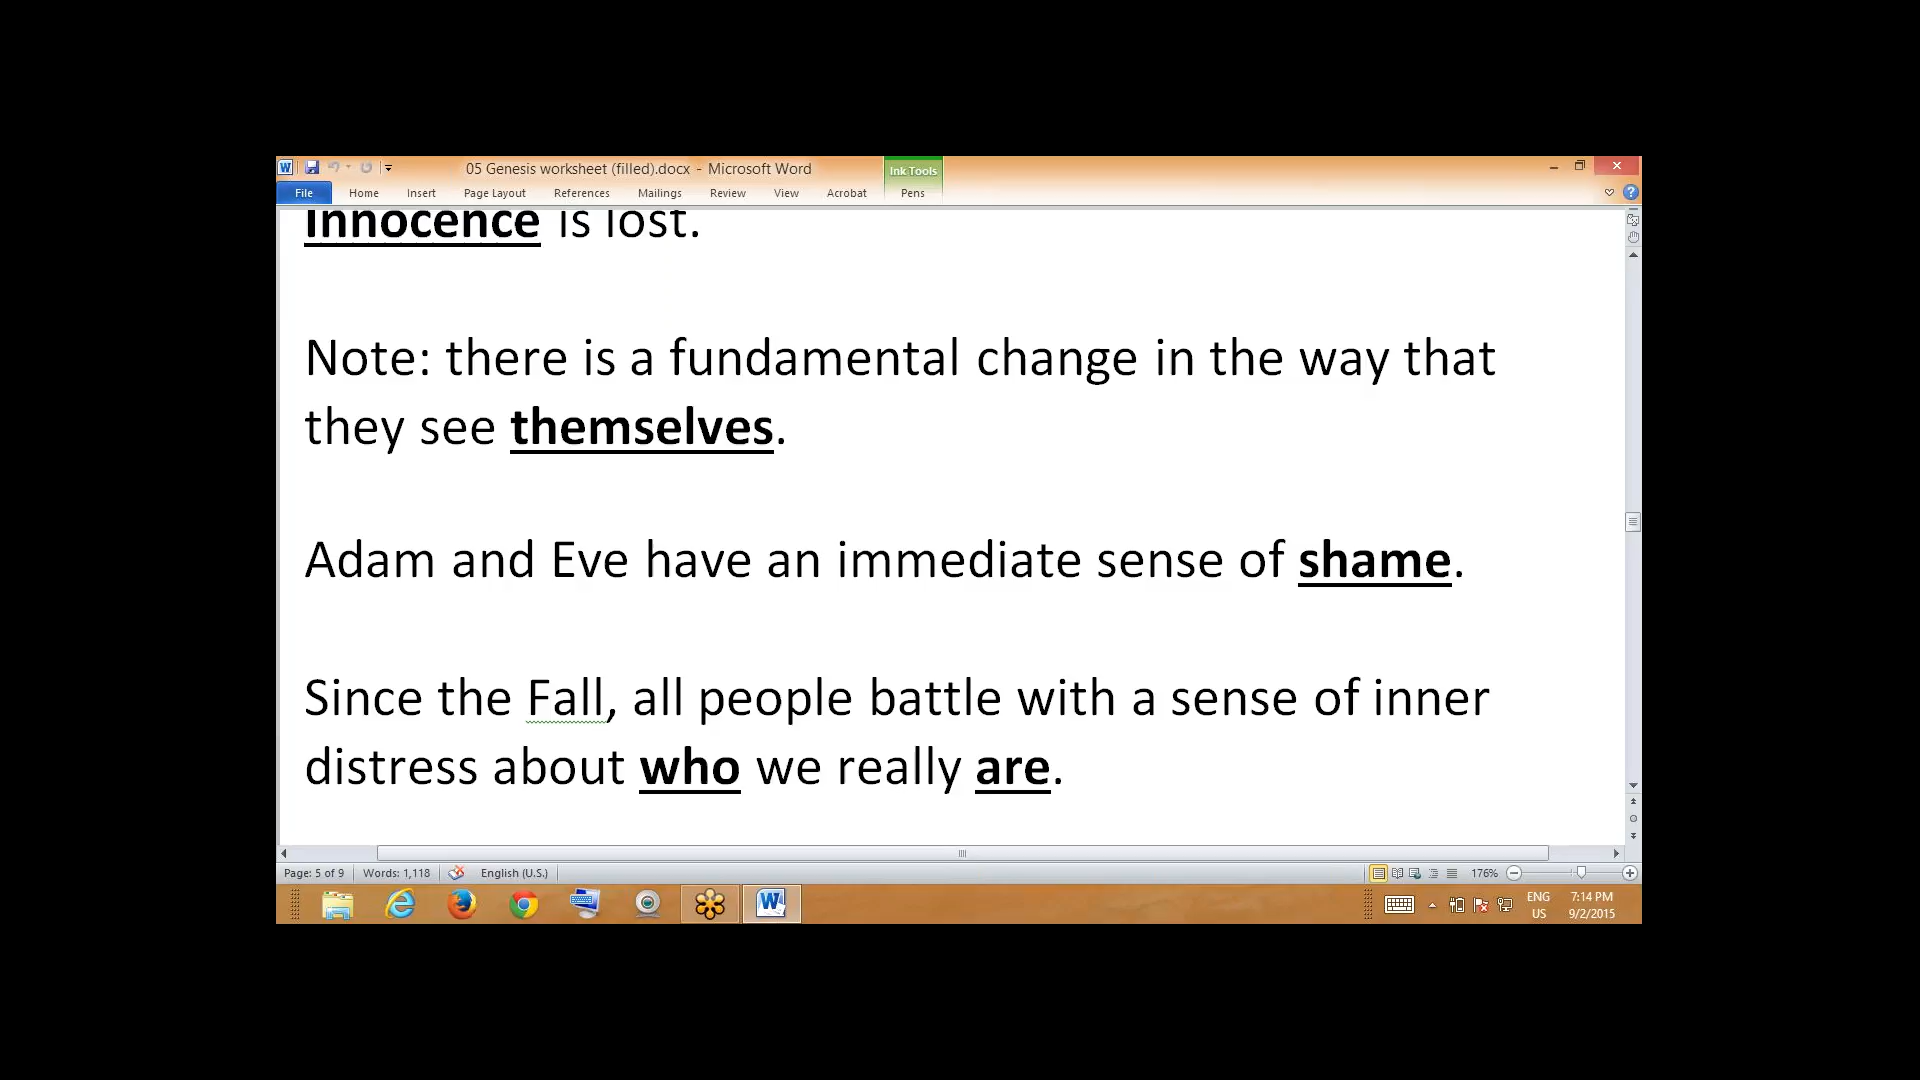 05 Genesis worksheet (filled).docx - Microsoft Word
Ink Tools
File Home Insert Page Layout References Mailings Review View Acrobat Pens
Innocence is lost.
Note: there is a fundamental change in the way that
they see themselves.
Adam and Eve have an immediate sense of shame.
Since the Fall, all people battle with a sense of inner
distress about who we really are.
Page: 5 of 9 Words: 1,118 English (U.S.) 176%
ENG 7:14 PM
US 9/2/2015